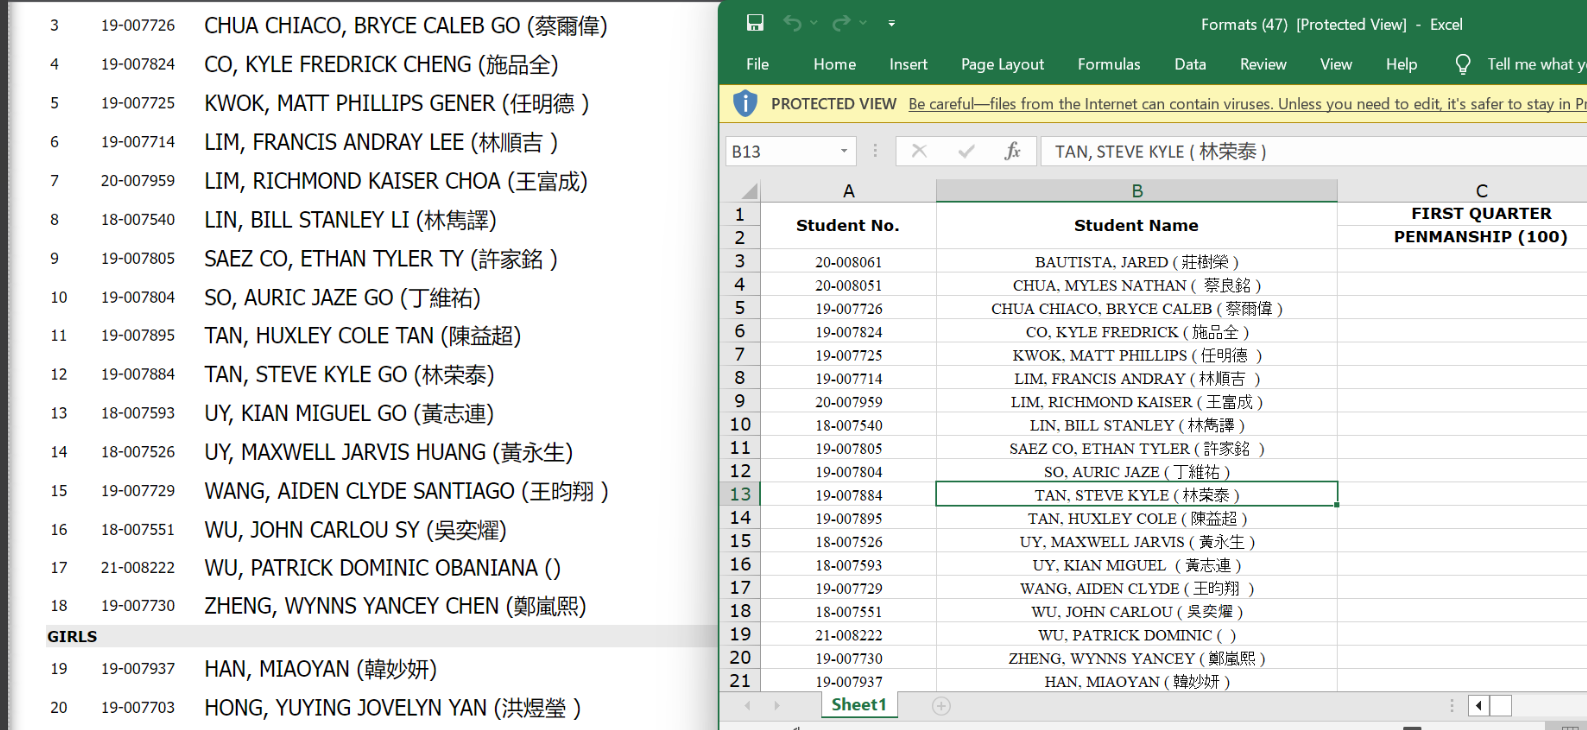 3 19-007726 CHUA CHIACO, BRYCE CALEB GO (蔡爾偉)
4 19-007824 CO, KYLE FREDRICK CHENG (施品全)
5 19-007725 KWOK, MATT PHILLIPS GENER (任明德 )
6 19-007714 LIM, FRANCIS ANDRAY LEE (林順吉 )
7 20-007959 LIM, RICHMOND KAISER CHOA (王富成)
8 18-007540 LIN, BILL STANLEY LI (林雋譯)
9 19-007805 SAEZ CO, ETHAN TYLER TY (許家銘 )
10 19-007804 SO, AURIC JAZE GO (丁維祐)
11 19-007895 TAN, HUXLEY COLE TAN (陳益超)
12 19-007884 TAN, STEVE KYLE GO (林荣泰)
13 18-007593 UY, KIAN MIGUEL GO (黃志連)
14 18-007526 UY, MAXWELL JARVIS HUANG (黃永生)
15 19-007729 WANG, AIDEN CLYDE SANTIAGO (王昀翔 )
16 18-007551 WU, JOHN CARLOU SY (吳奕燿)
17 21-008222 WU, PATRICK DOMINIC OBANIANA ()
18 19-007730 ZHENG, WYNNS YANCEY CHEN (鄭嵐熙)
GIRLS
19 19-007937 HAN, MIAOYAN (韓妙妍)
20 19-007703 HONG, YUYING JOVELYN YAN (洪煜瑩 )
Formats (47) [Protected View] - Excel
File Home Insert Page Layout Formulas Data Review View Help Tell me what y
PROTECTED VIEW Be careful—files from the Internet can contain viruses. Unless you need to edit, it's safer to stay in Pr
B13 fx TAN, STEVE KYLE ( 林荣泰 )
A B C
1 Student No. Student Name FIRST QUARTER
2 PENMANSHIP (100)
3 20-008061 BAUTISTA, JARED ( 莊樹榮 )
4 20-008051 CHUA, MYLES NATHAN ( 蔡良銘 )
5 19-007726 CHUA CHIACO, BRYCE CALEB ( 蔡爾偉 )
6 19-007824 CO, KYLE FREDRICK ( 施品全 )
7 19-007725 KWOK, MATT PHILLIPS ( 任明德 )
8 19-007714 LIM, FRANCIS ANDRAY ( 林順吉 )
9 20-007959 LIM, RICHMOND KAISER ( 王富成 )
10 18-007540 LIN, BILL STANLEY ( 林雋譯 )
11 19-007805 SAEZ CO, ETHAN TYLER ( 許家銘 )
12 19-007804 SO, AURIC JAZE ( 丁維祐 )
13 19-007884 TAN, STEVE KYLE ( 林荣泰 )
14 19-007895 TAN, HUXLEY COLE ( 陳益超 )
15 18-007526 UY, MAXWELL JARVIS ( 黃永生 )
16 18-007593 UY, KIAN MIGUEL ( 黃志連 )
17 19-007729 WANG, AIDEN CLYDE ( 王昀翔 )
18 18-007551 WU, JOHN CARLOU ( 吳奕燿 )
19 21-008222 WU, PATRICK DOMINIC ( )
20 19-007730 ZHENG, WYNNS YANCEY ( 鄭嵐熙 )
21 19-007937 HAN, MIAOYAN ( 韓妙妍 )
Sheet1